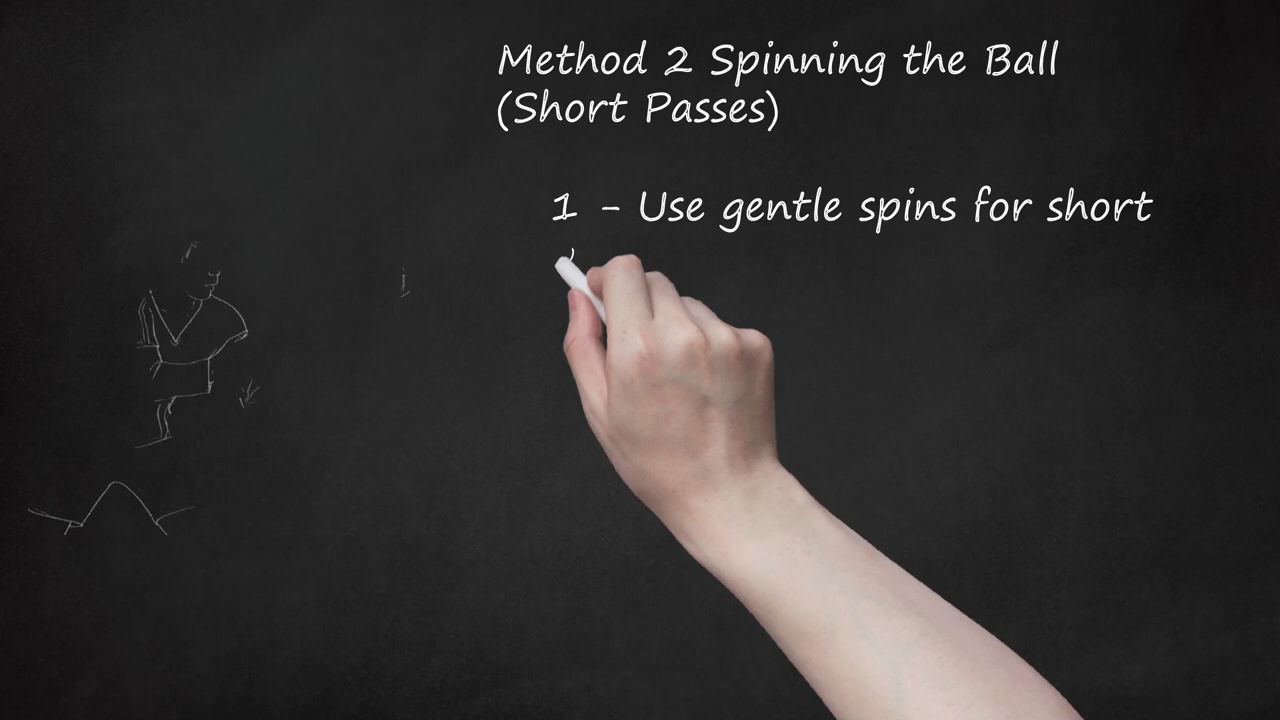 Method 2 Spinning the Ball
(Short Passes)
1 - Use gentle spins for short